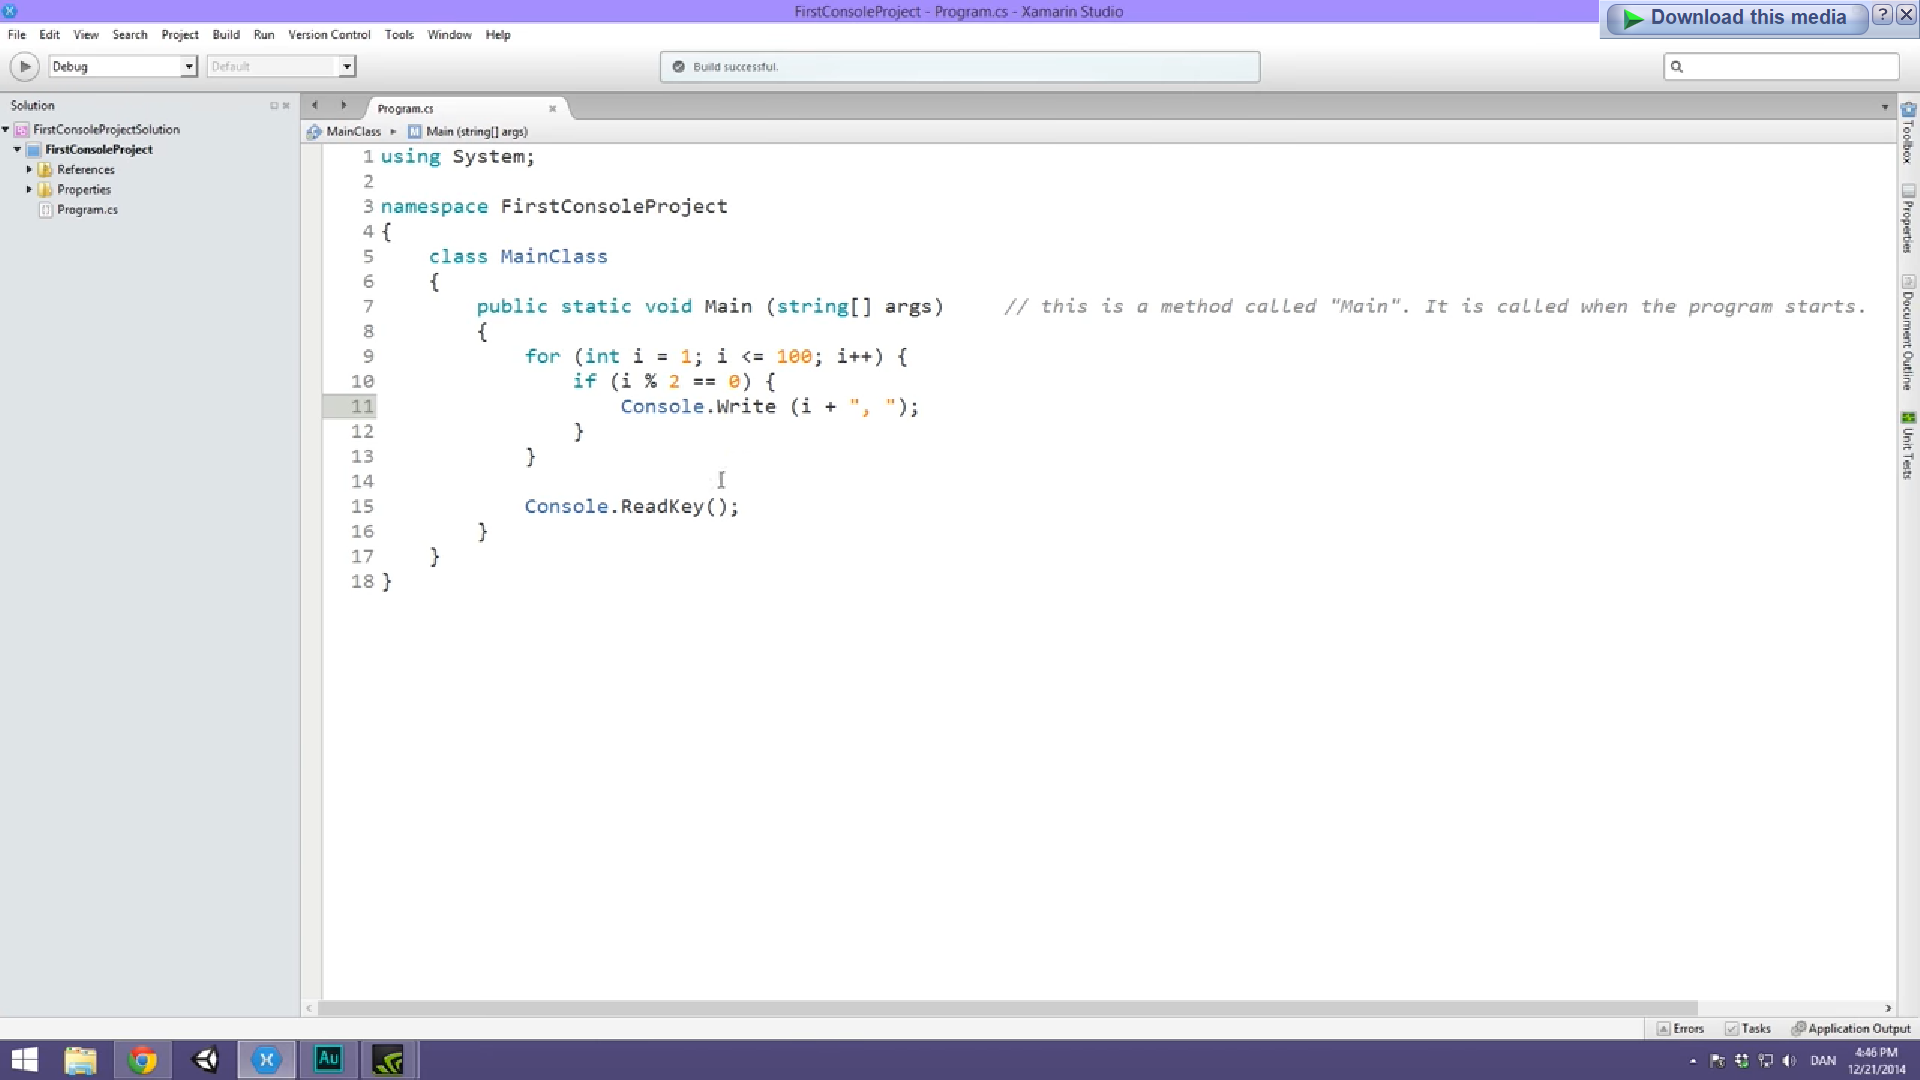 FirstConsoleProject - Program.cs - Xamarin Studio
Download this media ?
File Edit View Search Project Build Run Version Control Tools Window Help
Debug Default Build successful.
Solution
Program.cs
FirstConsoleProjectSolution
MainClass Main (string[] args)
FirstConsoleProject
References
Properties
Program.cs
1 using System;
2
3 namespace FirstConsoleProject
4 {
5 class MainClass
6 {
7 public static void Main (string[] args) // this is a method called "Main". It is called when the program starts.
8 {
9 for (int i = 1; i <= 100; i++) {
10 if (i % 2 == 0) {
11 Console.Write (i + ", ");
12 }
13 }
14
15 Console.ReadKey();
16 }
17 }
18 }
Toolbox
Properties
Document Outline
Unit Tests
Errors Tasks Application Output
Au
DAN
4:46 PM
12/21/2014